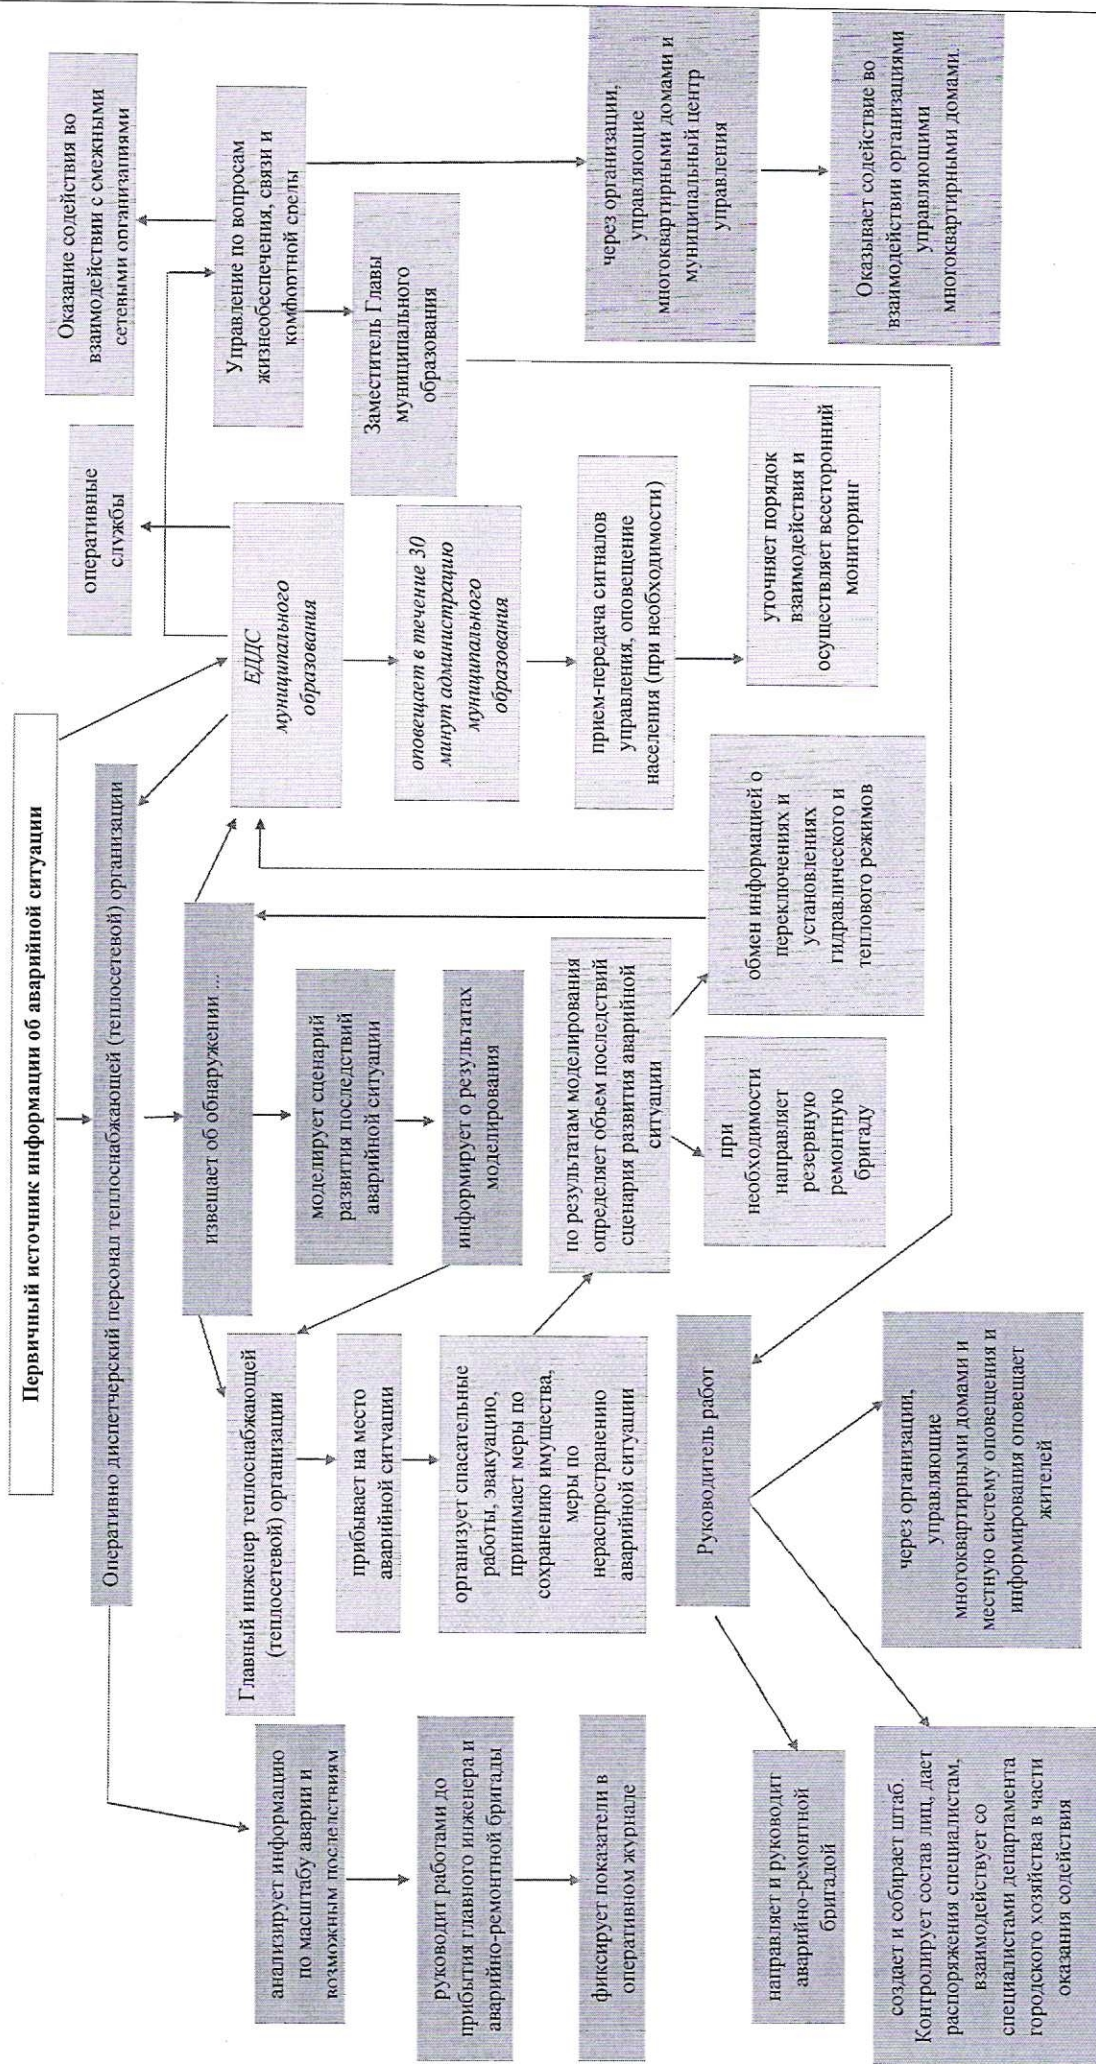 Первичный источник информации об аварийной ситуации
Оперативно диспетчерский персонал теплоснабжающей (теплосетевой) организации
анализирует информацию
по масштабу аварии и
возможным последствиям
руководит работами до
прибытия главного инженера и
аварийно-ремонтной бригады
фиксирует показатели в
оперативном журнале
извещает об обнаружении ...
Главный инженер теплоснабжающей
(теплосетевой) организации
прибывает на место
аварийной ситуации
организует спасательные
работы, эвакуацию,
принимает меры по
сохранению имущества,
меры по
нераспространению
аварийной ситуации
моделирует сценарий
развития последствий
аварийной ситуации
информирует о результатах
моделирования
по результатам моделирования
определяет объем последствий
сценария развития аварийной
ситуации
при
необходимости
направляет
резервную
ремонтную
бригаду
обмен информацией о
переключениях и
установлениях
гидравлического и
теплового режимов
ЕДДС
муниципального
образования
оповещает в течение 30
минут администрацию
муниципального
образования
прием-передача сигналов
управления, оповещение
населения (при необходимости)
уточняет порядок
взаимодействия и
осуществляет всесторонний
мониторинг
оперативные
службы
Оказание содействия во
взаимодействии с смежными
сетевыми организациями
Управление по вопросам
жизнеобеспечения, связи и
комфортной среды
Заместитель Главы
муниципального
образования
через организации,
управляющие
многоквартирными домами и
муниципальный центр
управления
Оказывает содействие во
взаимодействии организациями
управляющими
многоквартирными домами.
Руководитель работ
направляет и руководит
аварийно-ремонтной
бригадой
создает и собирает штаб.
Контролирует состав лиц, дает
распоряжения специалистам,
взаимодействует со
специалистами департамента
городского хозяйства в части
оказания содействия
через организации,
управляющие
многоквартирными домами и
местную систему оповещения и
информирования оповещает
жителей